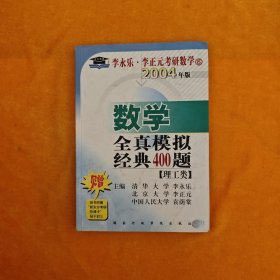 李永乐·李正元考研数学⑥
2004年版
数学
全真模拟
经典400题
【理工类】
赠
主编 清华大学 李永乐
北京大学 李正元
中国人民大学 袁荫棠